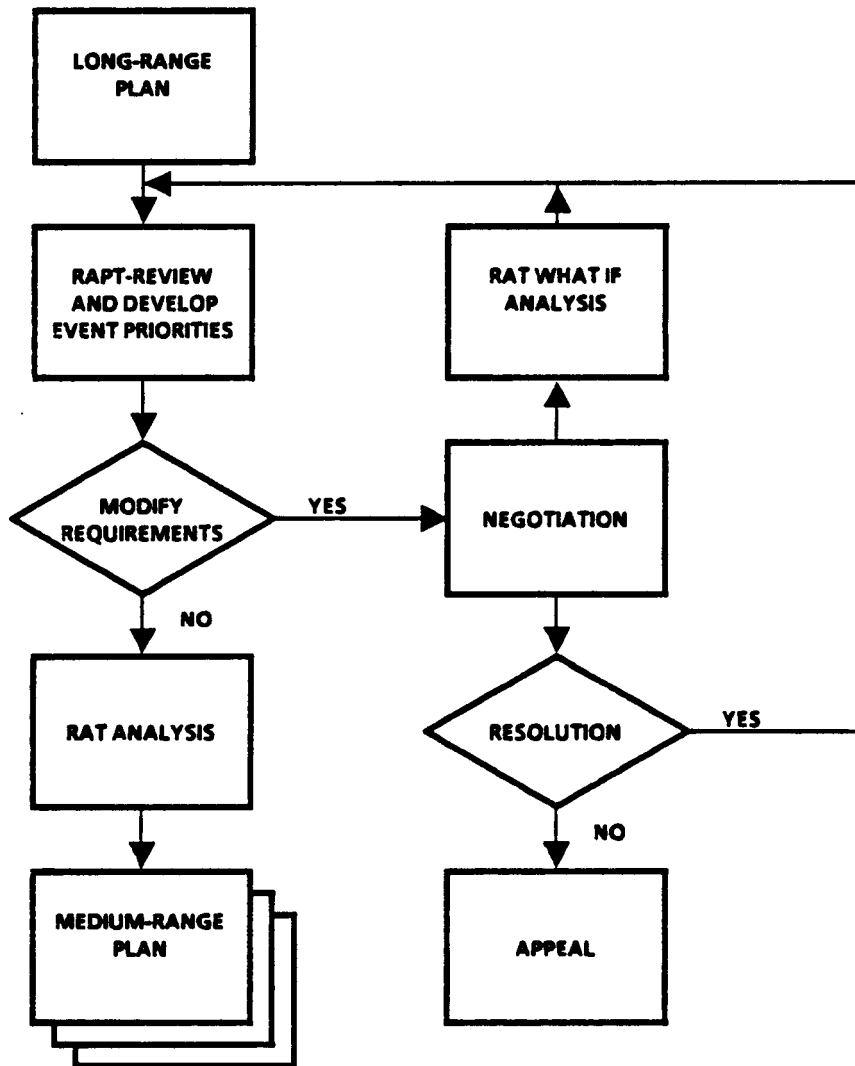 LONG-RANGE
PLAN
RAPT-REVIEW
AND DEVELOP
EVENT PRIORITIES
RAT WHAT IF
ANALYSIS
MODIFY
REQUIREMENTS
YES
NEGOTIATION
NO
RAT ANALYSIS
RESOLUTION
YES
NO
MEDIUM-RANGE
PLAN
APPEAL